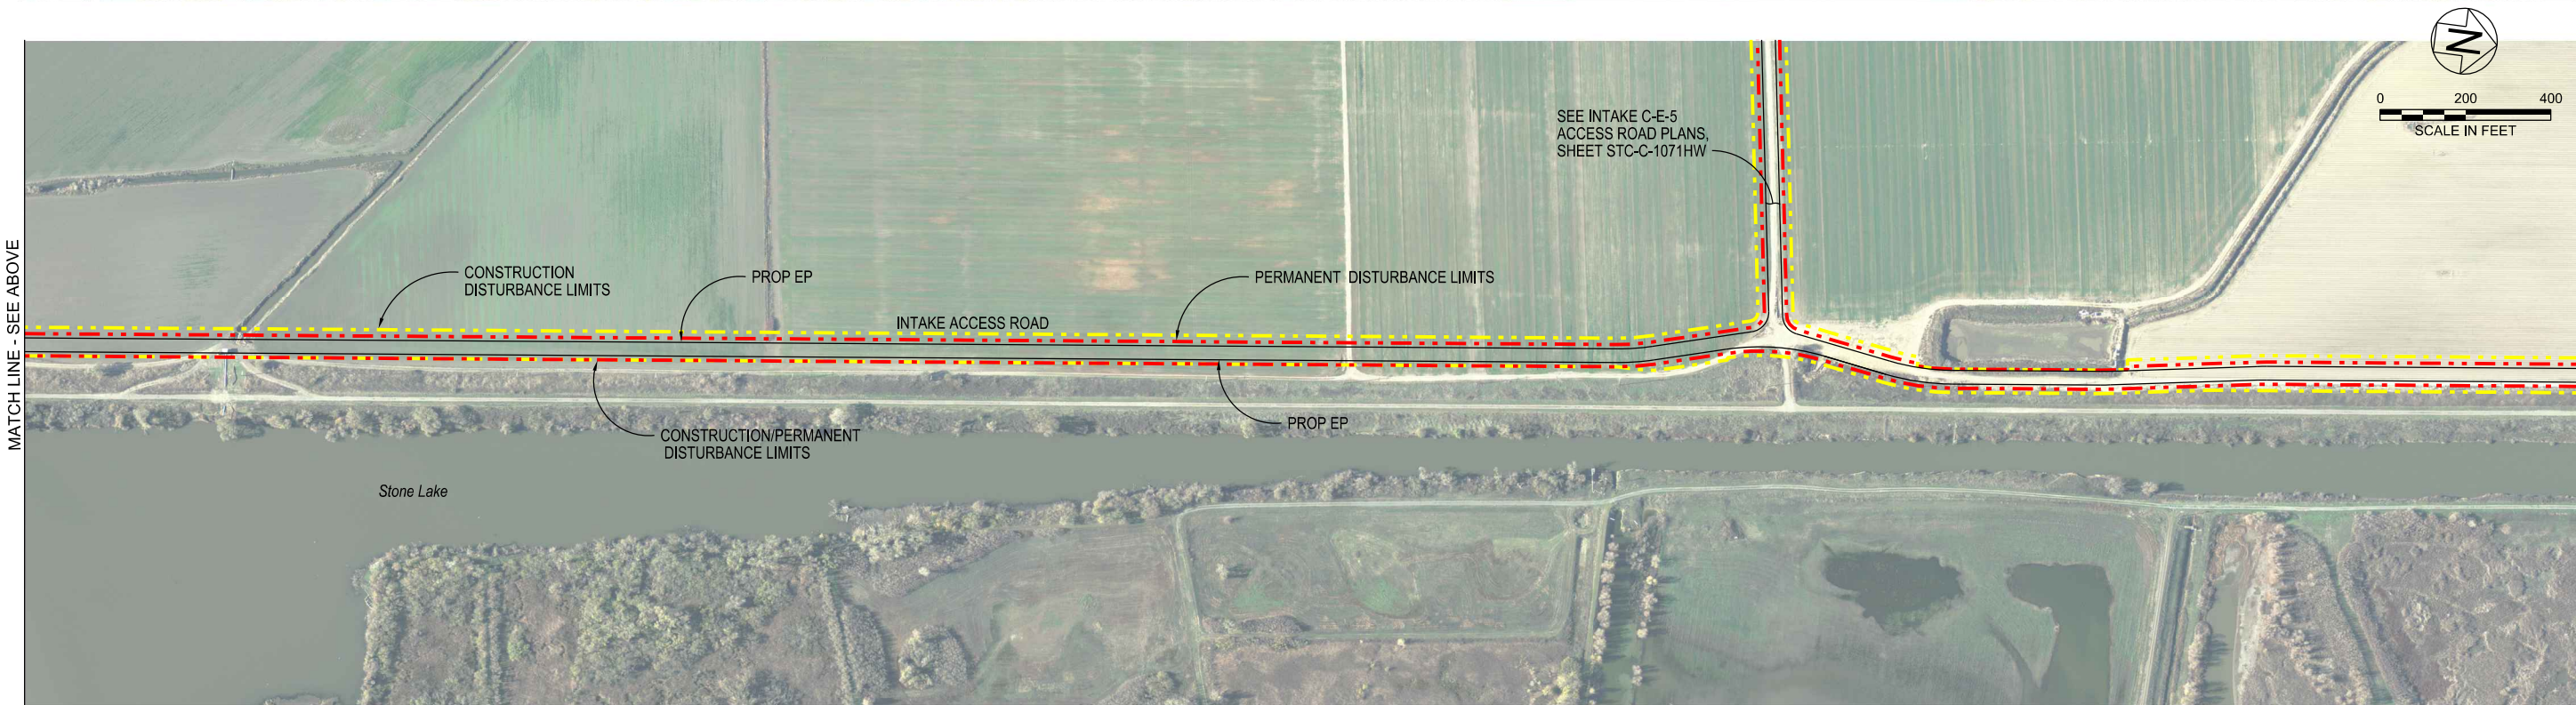 N
0 200 400
SCALE IN FEET
SEE INTAKE C-E-5
ACCESS ROAD PLANS,
SHEET STC-C-1071HW
MATCH LINE - SEE ABOVE
CONSTRUCTION
DISTURBANCE LIMITS
PROP EP
PERMANENT DISTURBANCE LIMITS
INTAKE ACCESS ROAD
PROP EP
CONSTRUCTION/PERMANENT
DISTURBANCE LIMITS
Stone Lake